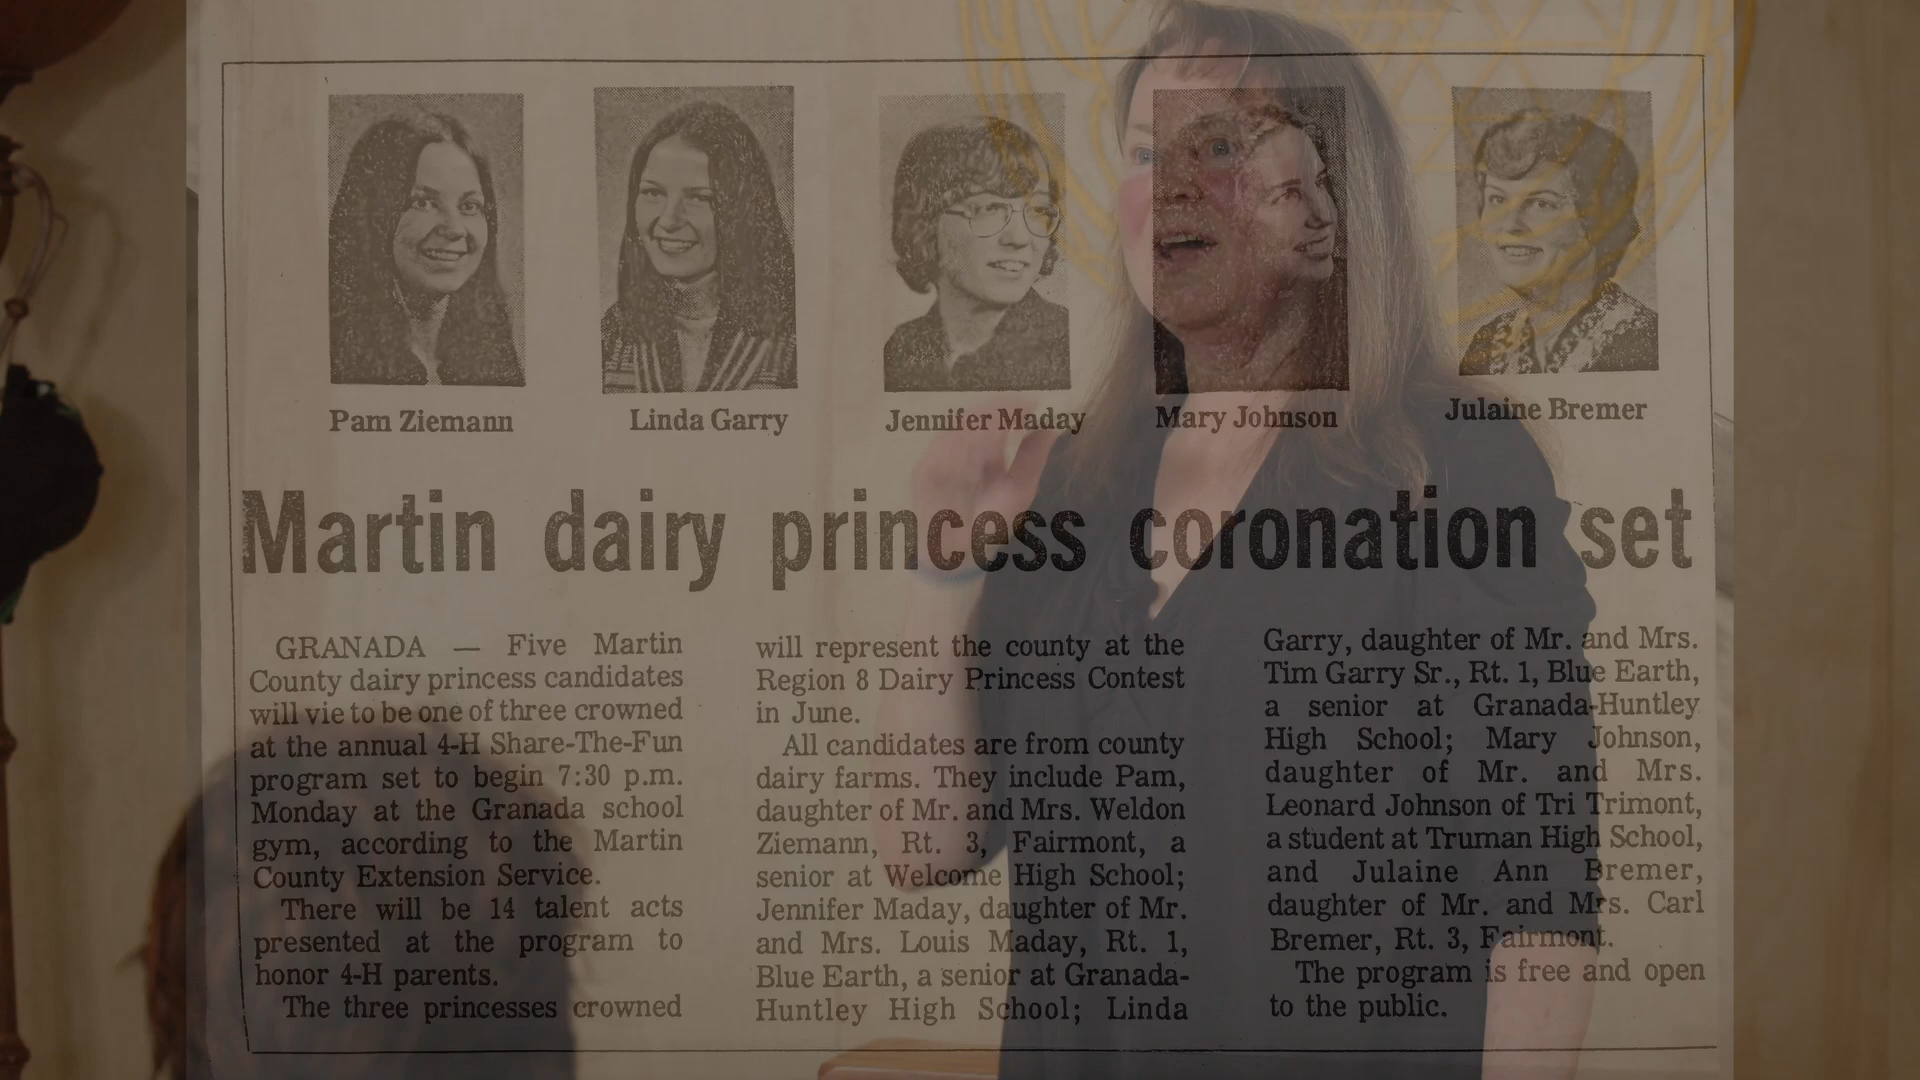 Pam Ziemann
Linda Garry
Jennifer Maday
Mary Johnson
Julaine Bremer
Martin dairy princess coronation set
GRANADA — Five Martin
County dairy princess candidates
will vie to be one of three crowned
at the annual 4-H Share-The-Fun
program set to begin 7:30 p.m.
Monday at the Granada school
gym, according to the Martin
County Extension Service.
There will be 14 talent acts
presented at the program to
honor 4-H parents.
The three princesses crowned
will represent the county at the
Region 8 Dairy Princess Contest
in June.
All candidates are from county
dairy farms. They include Pam,
daughter of Mr. and Mrs. Weldon
Ziemann, Rt. 3, Fairmont, a
senior at Welcome High School;
Jennifer Maday, daughter of Mr.
and Mrs. Louis Maday, Rt. 1,
Blue Earth, a senior at Granada-
Huntley High School; Linda
Garry, daughter of Mr. and Mrs.
Tim Garry Sr., Rt. 1, Blue Earth,
a senior at Granada-Huntley
High School; Mary Johnson,
daughter of Mr. and Mrs.
Leonard Johnson of Tri Trimont,
a student at Truman High School,
and Julaine Ann Bremer,
daughter of Mr. and Mrs. Carl
Bremer, Rt. 3, Fairmont.
The program is free and open
to the public.